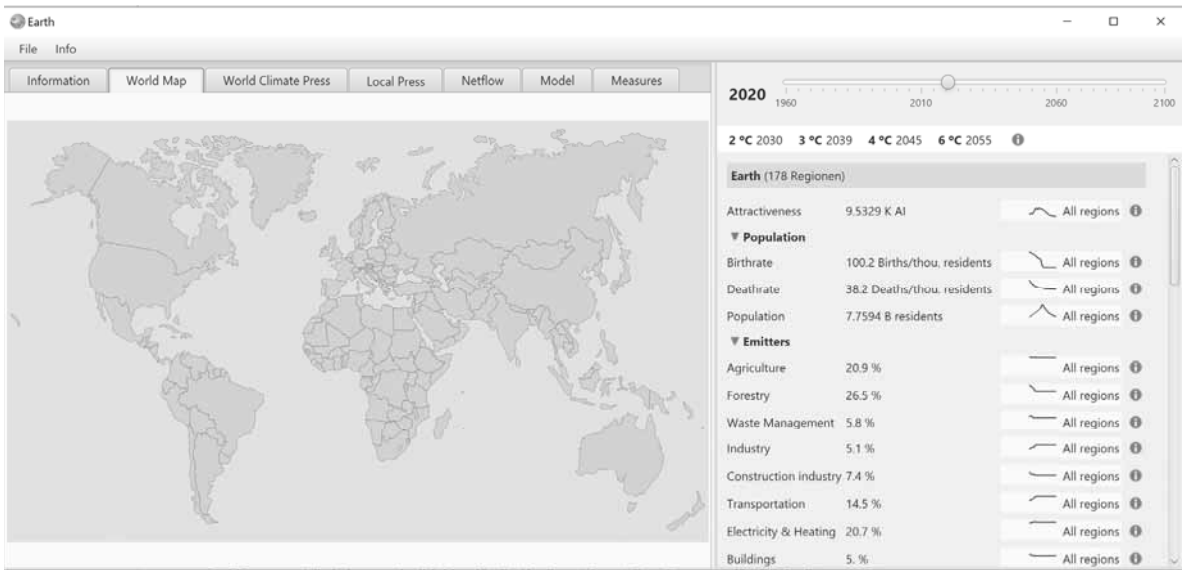 Earth
File Info
Information World Map World Climate Press Local Press Netflow Model Measures
2020
1960 2010 2060 2100
2 ºC 2030 3 ºC 2039 4 ºC 2045 6 ºC 2055
Earth (178 Regionen)
Attractiveness 9.5329 K AI All regions
Population
Birthrate 100.2 Births/thou. residents All regions
Deathrate 38.2 Deaths/thou. residents All regions
Population 7.7594 B residents All regions
Emitters
Agriculture 20.9 % All regions
Forestry 26.5 % All regions
Waste Management 5.8 % All regions
Industry 5.1 % All regions
Construction industry 7.4 % All regions
Transportation 14.5 % All regions
Electricity & Heating 20.7 % All regions
Buildings 5. % All regions